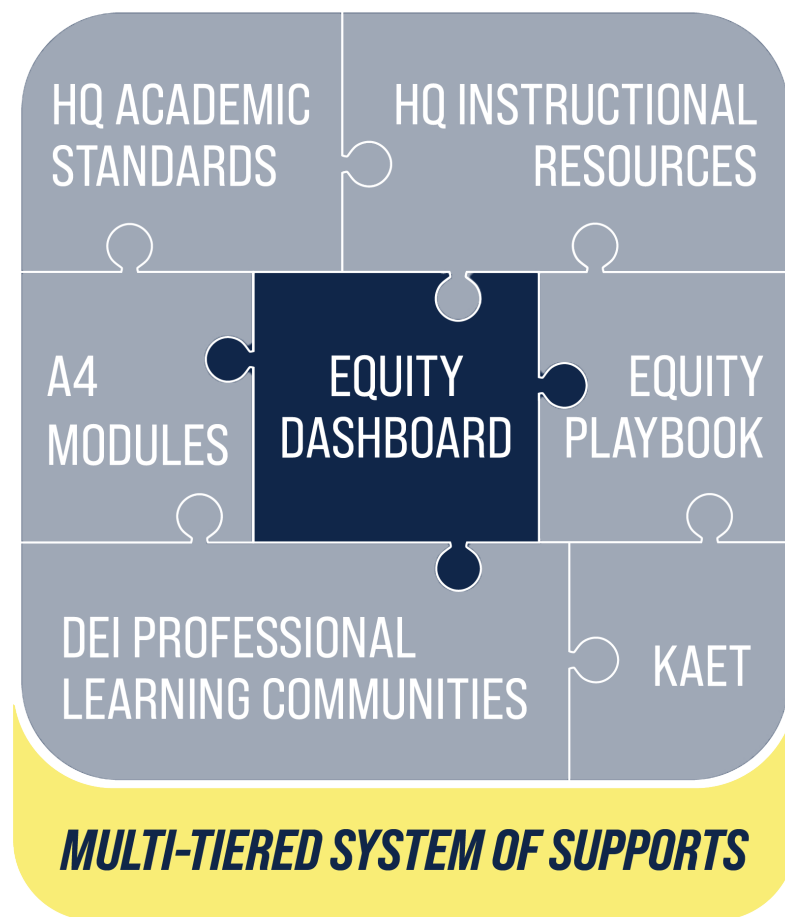 HQ ACADEMIC
STANDARDS
HQ INSTRUCTIONAL
RESOURCES
A4
MODULES
EQUITY
DASHBOARD
EQUITY
PLAYBOOK
DEI PROFESSIONAL
LEARNING COMMUNITIES
KAET
MULTI-TIERED SYSTEM OF SUPPORTS